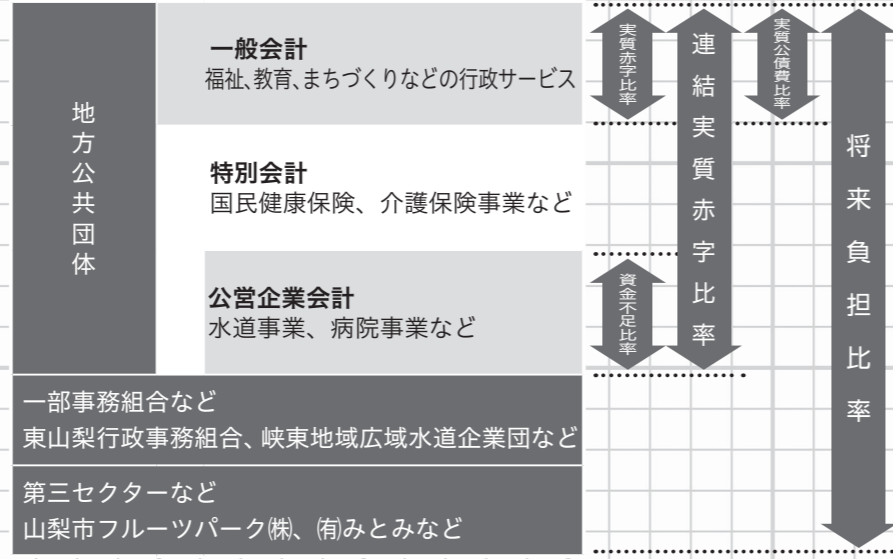 地方公共団体
一般会計
福祉、教育、まちづくりなどの行政サービス
特別会計
国民健康保険、介護保険事業など
公営企業会計
水道事業、病院事業など
一部事務組合など
東山梨行政事務組合、峡東地域広域水道企業団など
第三セクターなど
山梨市フルーツパーク㈱、㈲みとみなど
実質赤字比率
連結実質赤字比率
実質公債費比率
将来負担比率
資金不足比率